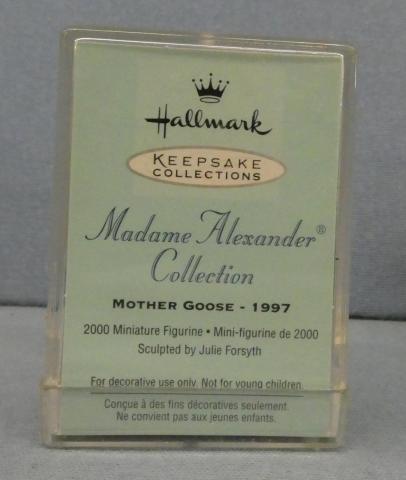 Hallmark
KEEPSAKE
COLLECTIONS
Madame Alexander®
Collection
MOTHER GOOSE - 1997
2000 Miniature Figurine • Mini-figurine de 2000
Sculpted by Julie Forsyth
For decorative use only. Not for young children.
Conçue à des fins décoratives seulement.
Ne convient pas aux jeunes enfants.